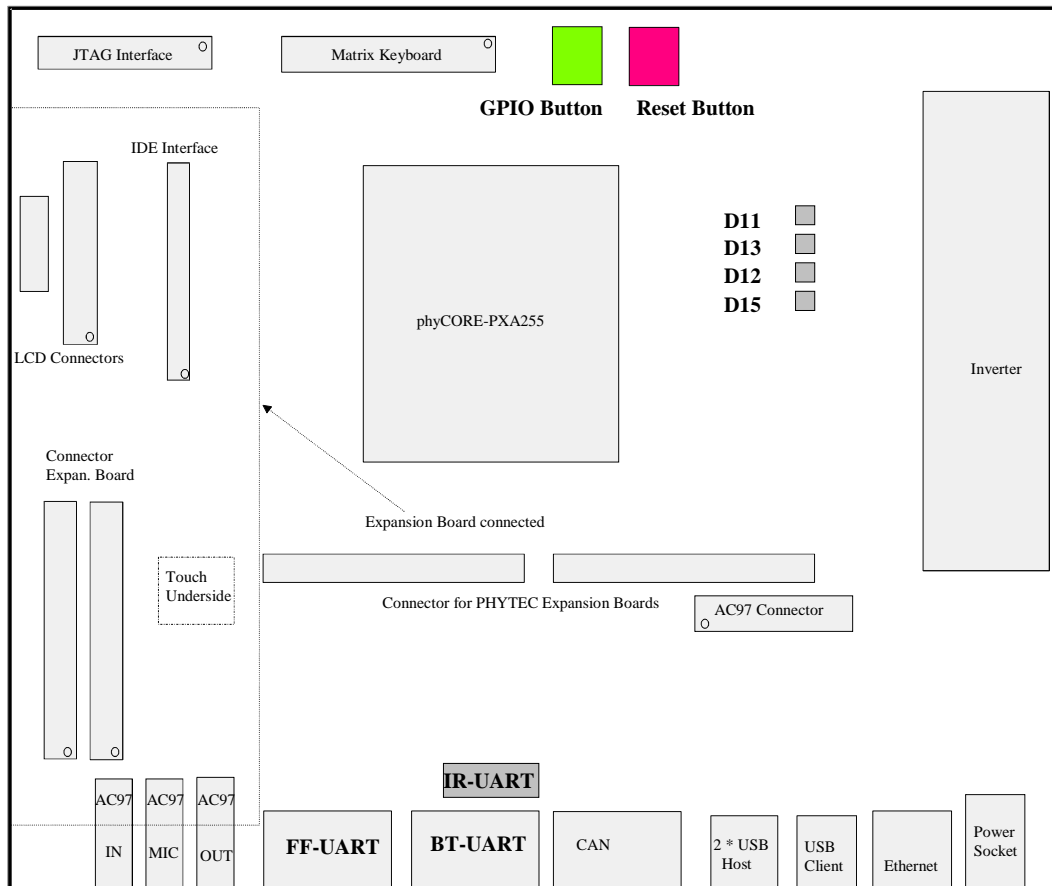 JTAG Interface
Matrix Keyboard
GPIO Button
Reset Button
IDE Interface
D11
D13
D12
D15
phyCORE-PXA255
LCD Connectors
Inverter
Connector
Expan. Board
Expansion Board connected
Touch
Underside
Connector for PHYTEC Expansion Boards
AC97 Connector
IR-UART
AC97
IN
AC97
MIC
AC97
OUT
FF-UART
BT-UART
CAN
2 * USB
Host
USB
Client
Ethernet
Power
Socket